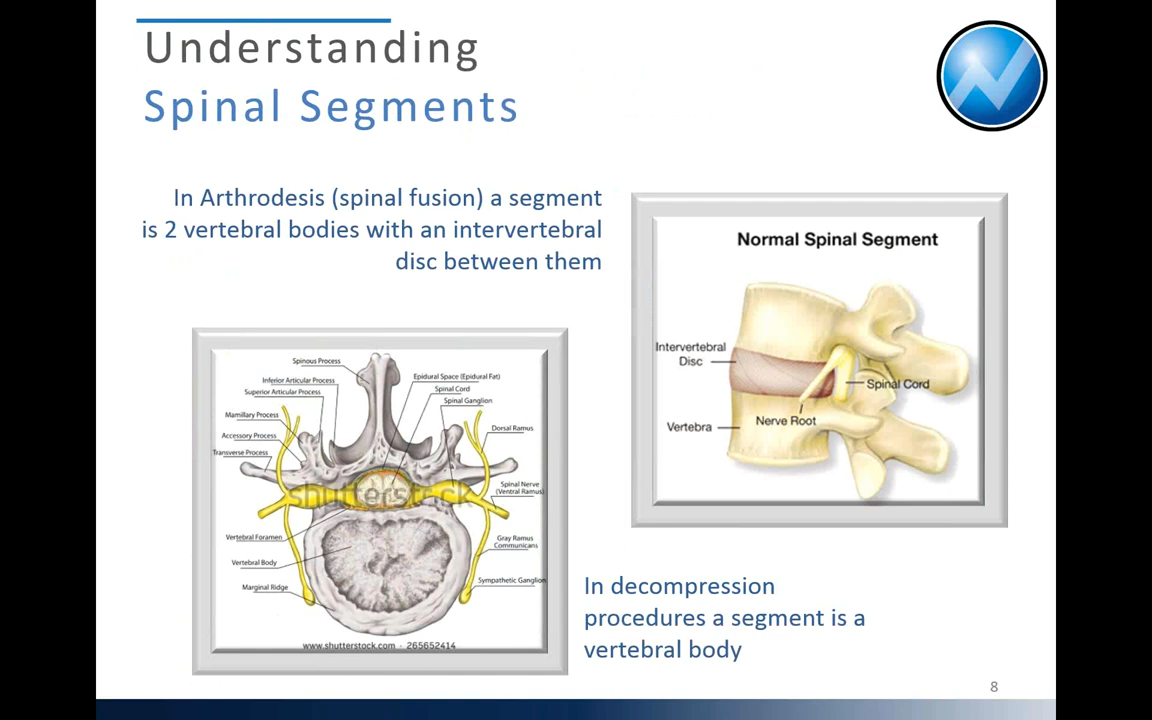 Understanding
Spinal Segments
In Arthrodesis (spinal fusion) a segment
is 2 vertebral bodies with an intervertebral
disc between them
Normal Spinal Segment
Intervertebral
Disc
Spinal Cord
Nerve Root
Vertebra
Spinous Process
Inferior Articular Process
Superior Articular Process
Mamillary Process
Accessory Process
Transverse Process
Epidural Space (Epidural Fat)
Spinal Cord
Spinal Ganglion
Dorsal Ramus
Spinal Nerve
(Ventral Ramus)
shutterstock
Vertebral Foramen
Vertebral Body
Marginal Ridge
Gray Ramus
Communicans
Sympathetic Ganglion
www.shutterstock.com · 265652414
In decompression
procedures a segment is a
vertebral body
8